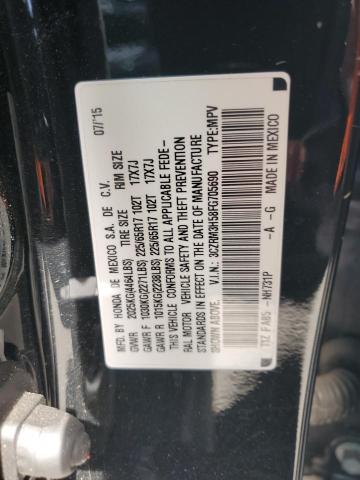 MFD. BY HONDA DE MEXICO S.A. DE C.V. 07/15
TIRE SIZE RIM SIZE
GVWR 2025KG(4464LBS)
GAWR F 1030KG(2271LBS) 225/65R17 102T 17X7J
GAWR R 1015KG(2238LBS) 225/65R17 102T 17X7J
THIS VEHICLE CONFORMS TO ALL APPLICABLE FEDE-
RAL MOTOR VEHICLE SAFETY AND THEFT PREVENTION
STANDARDS IN EFFECT ON THE DATE OF MANUFACTURE
SHOWN ABOVE.
V.I.N.: 3CZRM3H58FG705690 TYPE:MPV
T1Z FA85 -NH731P -A -G MADE IN MEXICO